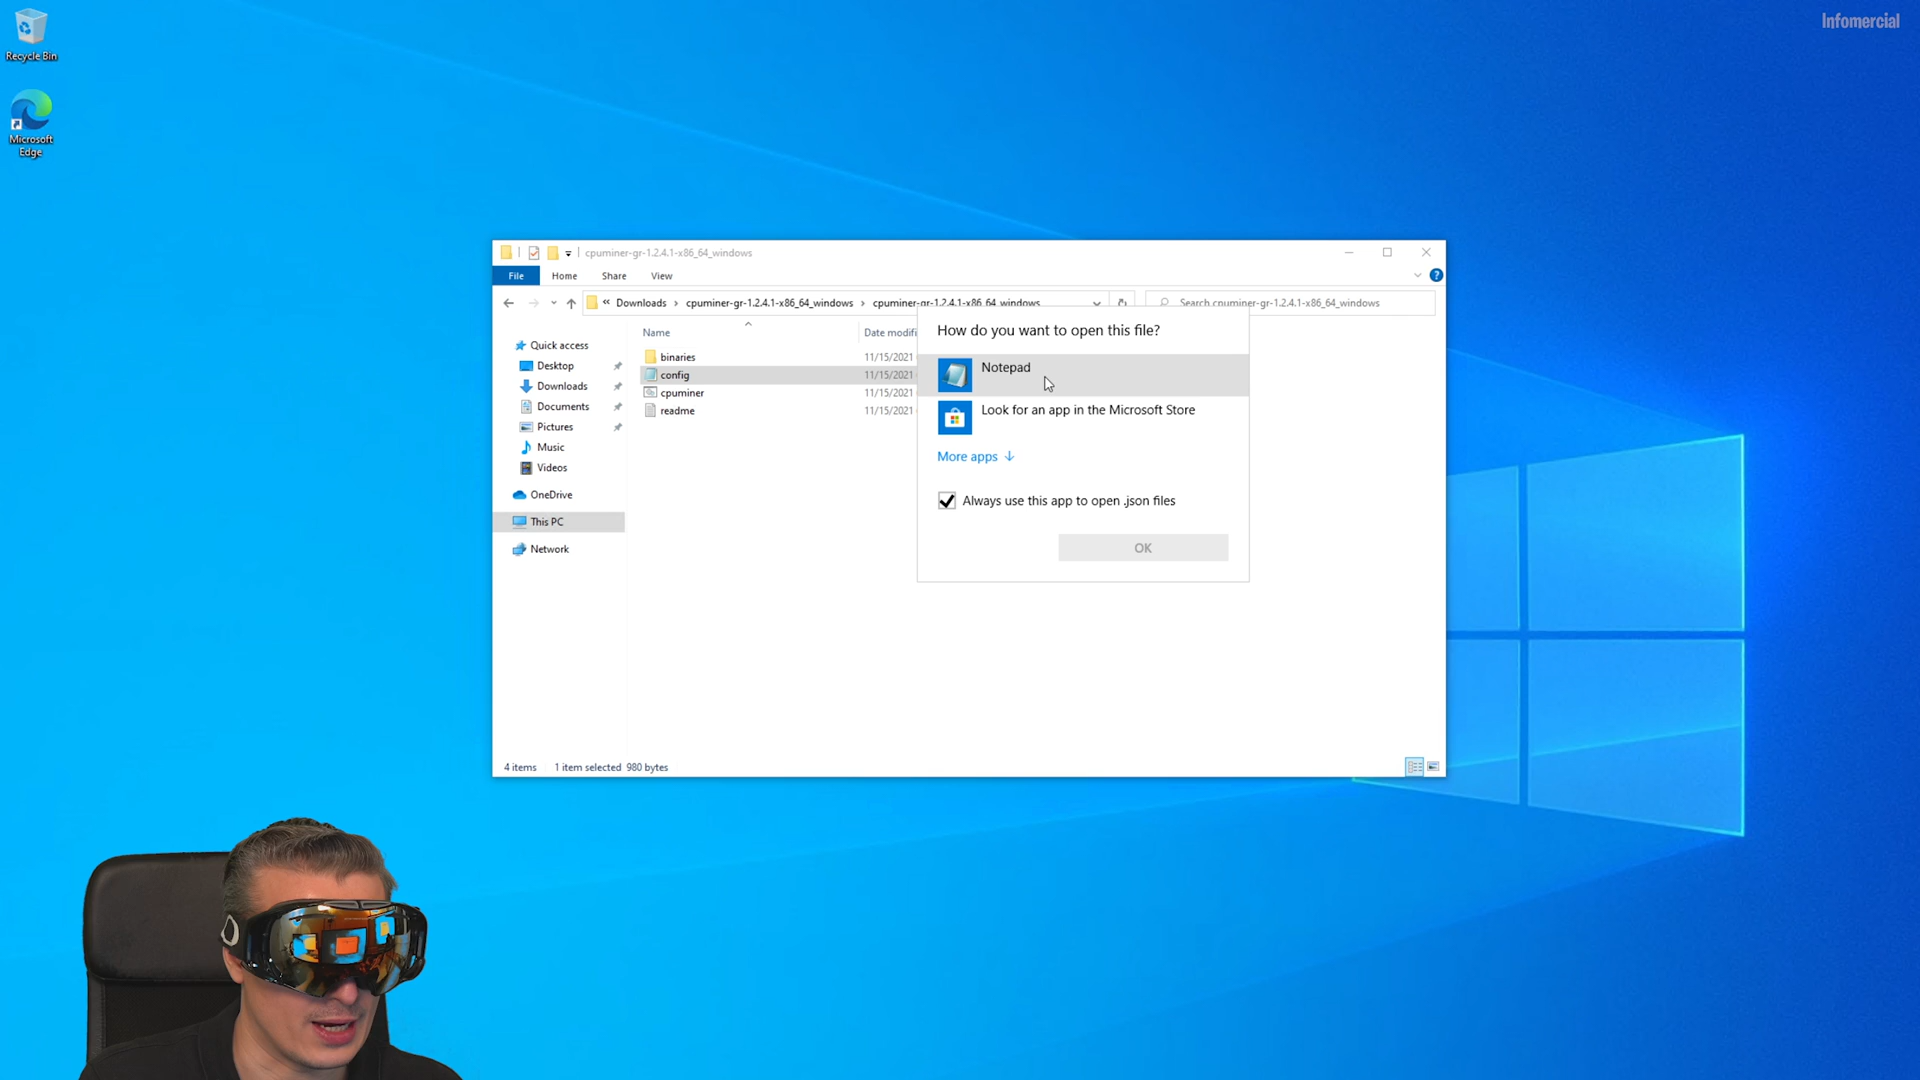 Recycle Bin
Microsoft
Edge
Infomercial
cpuminer-gr-1.2.4.1-x86_64_windows
File Home Share View
Downloads cpuminer-gr-1.2.4.1-x86_64_windows cpuminer-gr-1.2.4.1-x86_64_windows
Search cpuminer-gr-1.2.4.1-x86_64_windows
Quick access
Desktop
Downloads
Documents
Pictures
Music
Videos
OneDrive
This PC
Network
Name Date modifi
binaries 11/15/2021
config 11/15/2021
cpuminer 11/15/2021
readme 11/15/2021
How do you want to open this file?
Notepad
Look for an app in the Microsoft Store
More apps
Always use this app to open .json files
OK
4 items 1 item selected 980 bytes